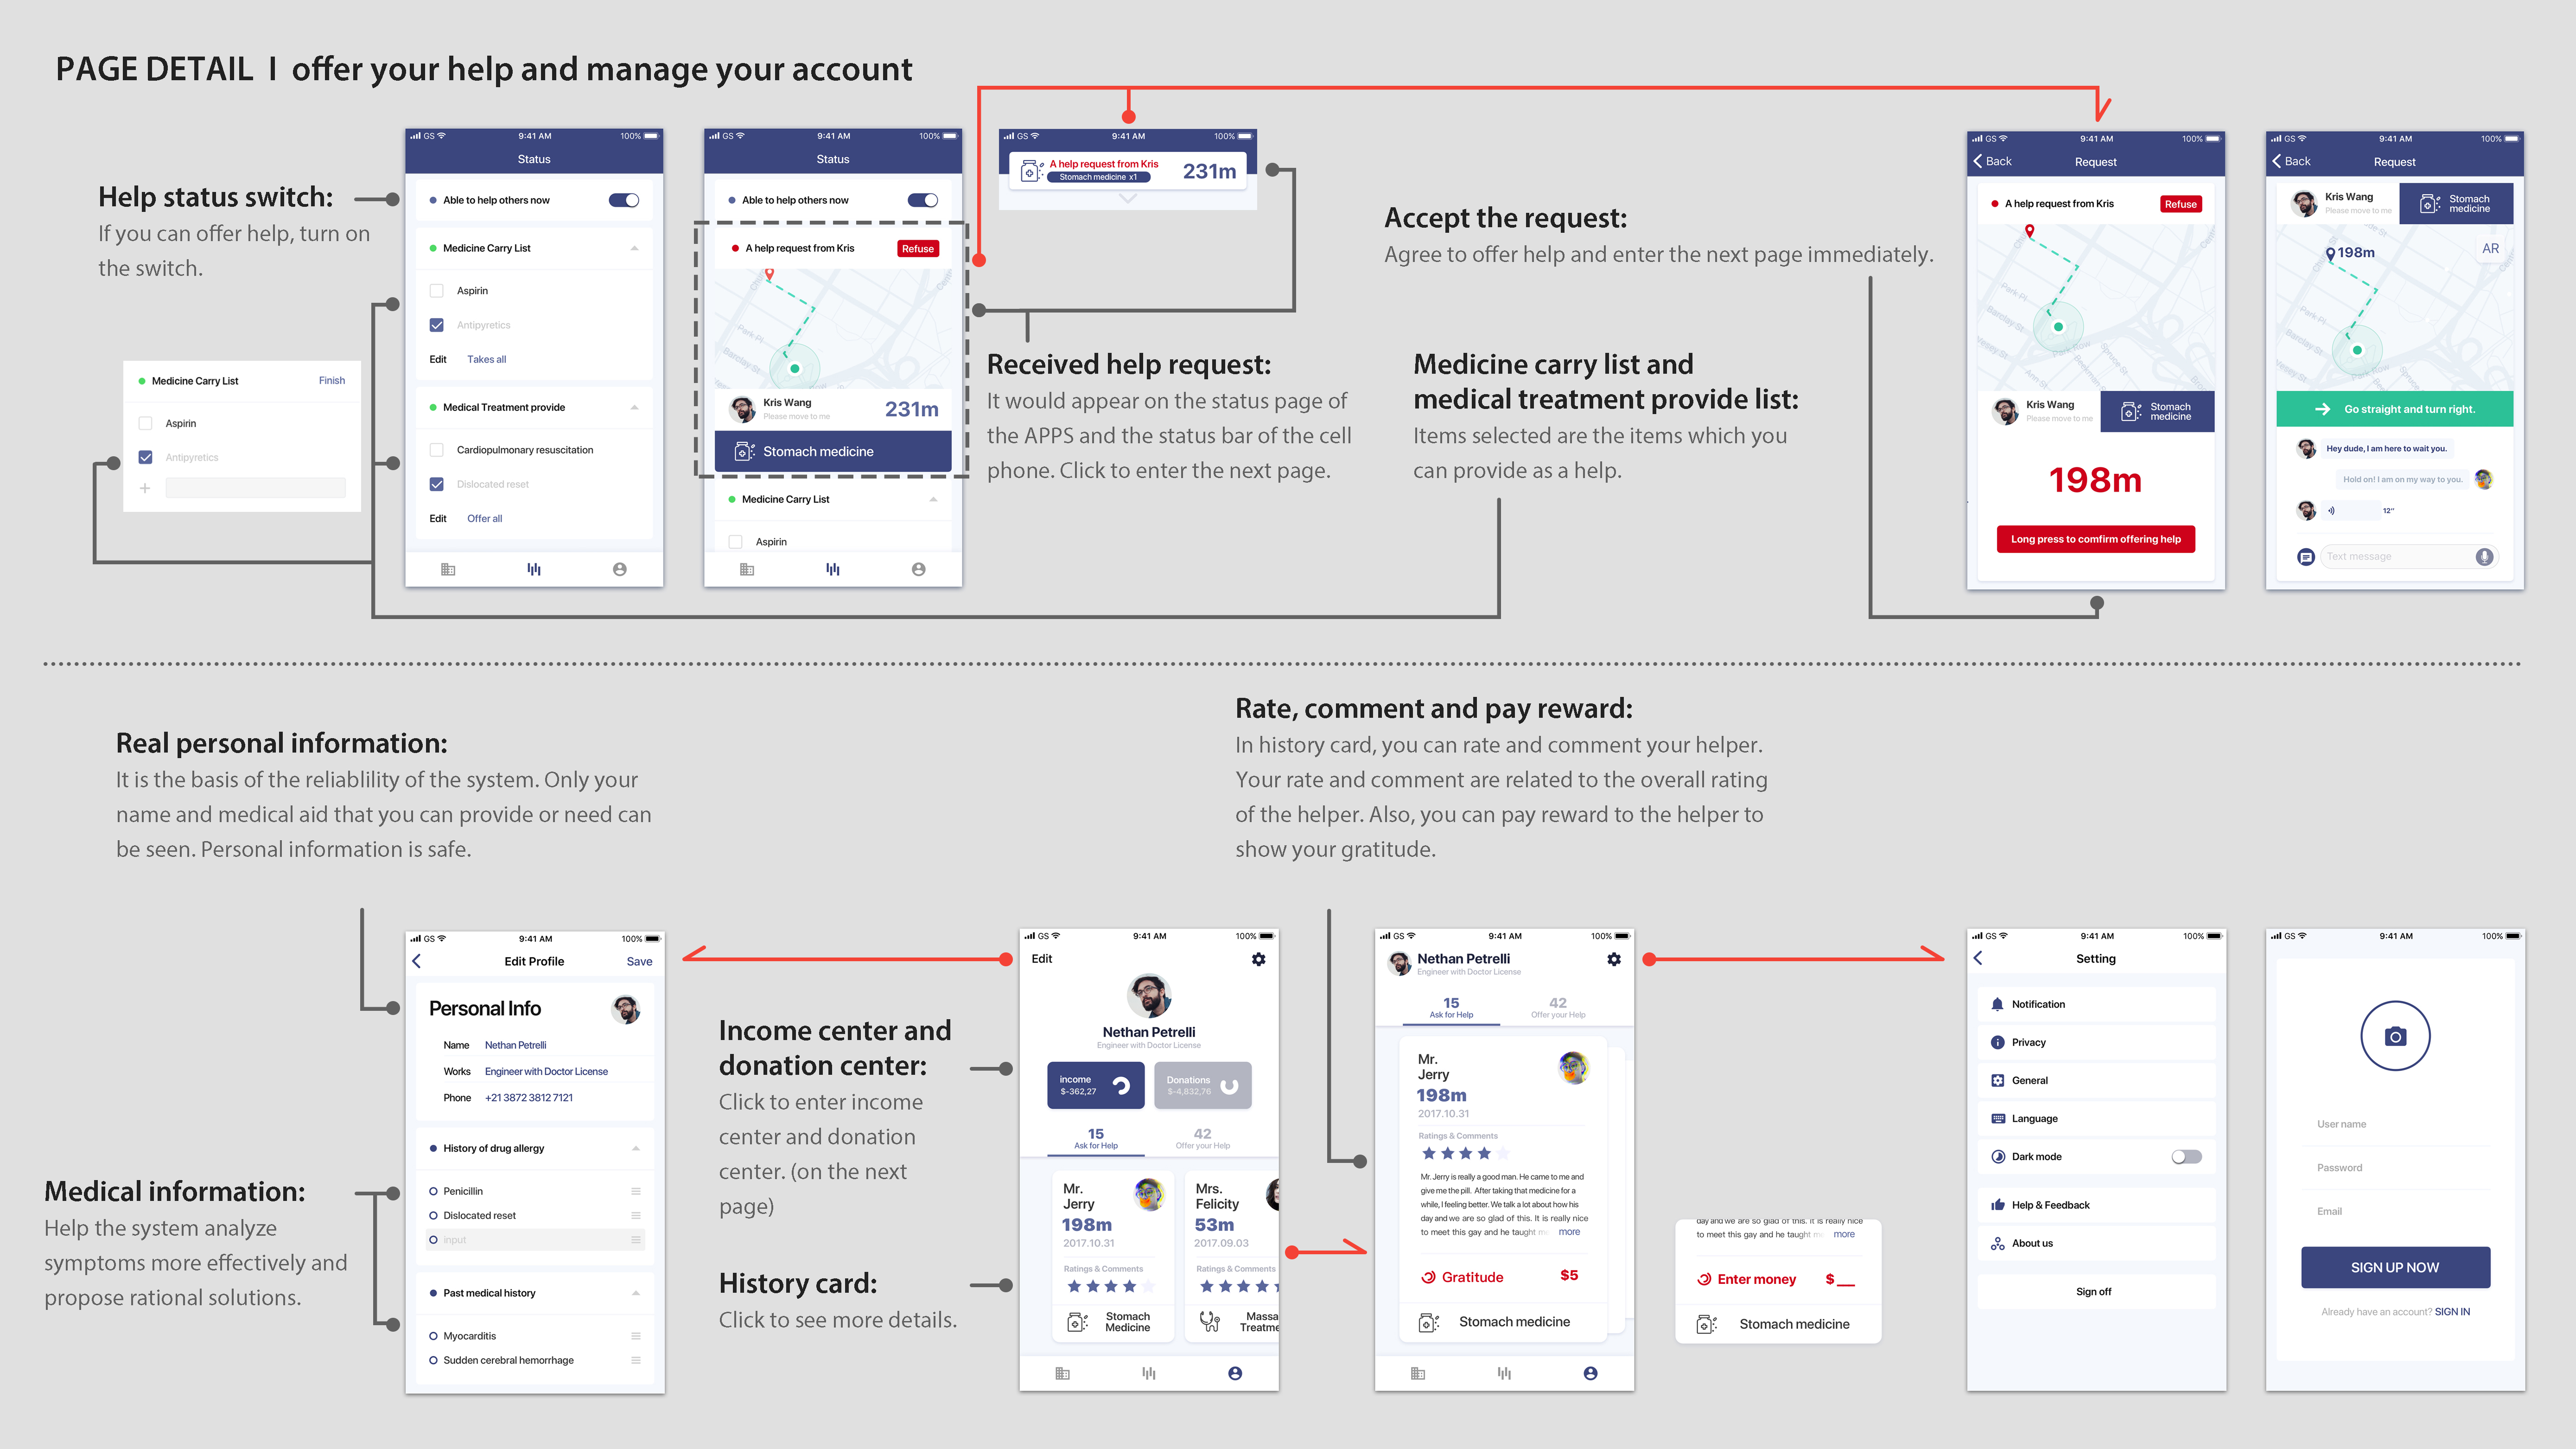 PAGE DETAIL I offer your help and manage your account
Help status switch:
If you can offer help, turn on
the switch.
Medicine Carry List Finish
Aspirin
Antipyretics
GS 9:41 AM 100%
Status
Able to help others now
Medicine Carry List
Aspirin
Antipyretics
Edit Takes all
Medical Treatment provide
Cardiopulmonary resuscitation
Dislocated reset
Edit Offer all
GS 9:41 AM 100%
Status
Able to help others now
A help request from Kris Refuse
Park Pl
Barclay St
Kris Wang
Please move to me
231m
Stomach medicine
Medicine Carry List
Aspirin
GS 9:41 AM 100%
A help request from Kris
Stomach medicine x1
231m
Received help request:
It would appear on the status page of
the APPS and the status bar of the cell
phone. Click to enter the next page.
Accept the request:
Agree to offer help and enter the next page immediately.
Medicine carry list and
medical treatment provide list:
Items selected are the items which you
can provide as a help.
GS 9:41 AM 100%
Back Request
A help request from Kris Refuse
Park Pl
Barclay St
Park Row
Spruce St
Ann St
Kris Wang
Please move to me
Stomach
medicine
198m
Long press to comfirm offering help
GS 9:41 AM 100%
Back Request
Kris Wang
Please move to me
Stomach
medicine
198m
AR
Park Pl
Barclay St
Park Row
Spruce St
Go straight and turn right.
Hey dude, I am here to wait you.
Hold on! I am on my way to you.
12"
Text message
Real personal information:
It is the basis of the reliablility of the system. Only your
name and medical aid that you can provide or need can
be seen. Personal information is safe.
Rate, comment and pay reward:
In history card, you can rate and comment your helper.
Your rate and comment are related to the overall rating
of the helper. Also, you can pay reward to the helper to
show your gratitude.
Medical information:
Help the system analyze
symptoms more effectively and
propose rational solutions.
GS 9:41 AM 100%
Edit Profile Save
Personal Info
Name Nethan Petrelli
Works Engineer with Doctor License
Phone +21 3872 3812 7121
History of drug allergy
Penicillin
Dislocated reset
input
Past medical history
Myocarditis
Sudden cerebral hemorrhage
Income center and
donation center:
Click to enter income
center and donation
center. (on the next
page)
History card:
Click to see more details.
GS 9:41 AM 100%
Edit
Nethan Petrelli
Engineer with Doctor License
income
$-362,27
Donations
$-4,832,76
15
Ask for Help
42
Offer your Help
Mr.
Jerry
198m
2017.10.31
Ratings & Comments
Stomach
Medicine
Mrs.
Felicity
53m
2017.09.03
Ratings & Comments
Massa
Treatme
GS 9:41 AM 100%
Nethan Petrelli
Engineer with Doctor License
15
Ask for Help
42
Offer your Help
Mr.
Jerry
198m
2017.10.31
Ratings & Comments
Mr. Jerry is really a good man. He came to me and
give me the pill. After taking that medicine for a
while, I feeling better. We talk a lot about how his
day and we are so glad of this. It is really nice
to meet this gay and he taught m more
Gratitude $5
Stomach medicine
day and we are so glad of this. It is really nice
to meet this gay and he taught m more
Enter money $__
Stomach medicine
GS 9:41 AM 100%
Setting
Notification
Privacy
General
Language
Dark mode
Help & Feedback
About us
Sign off
GS 9:41 AM 100%
User name
Password
Email
SIGN UP NOW
Already have an account? SIGN IN